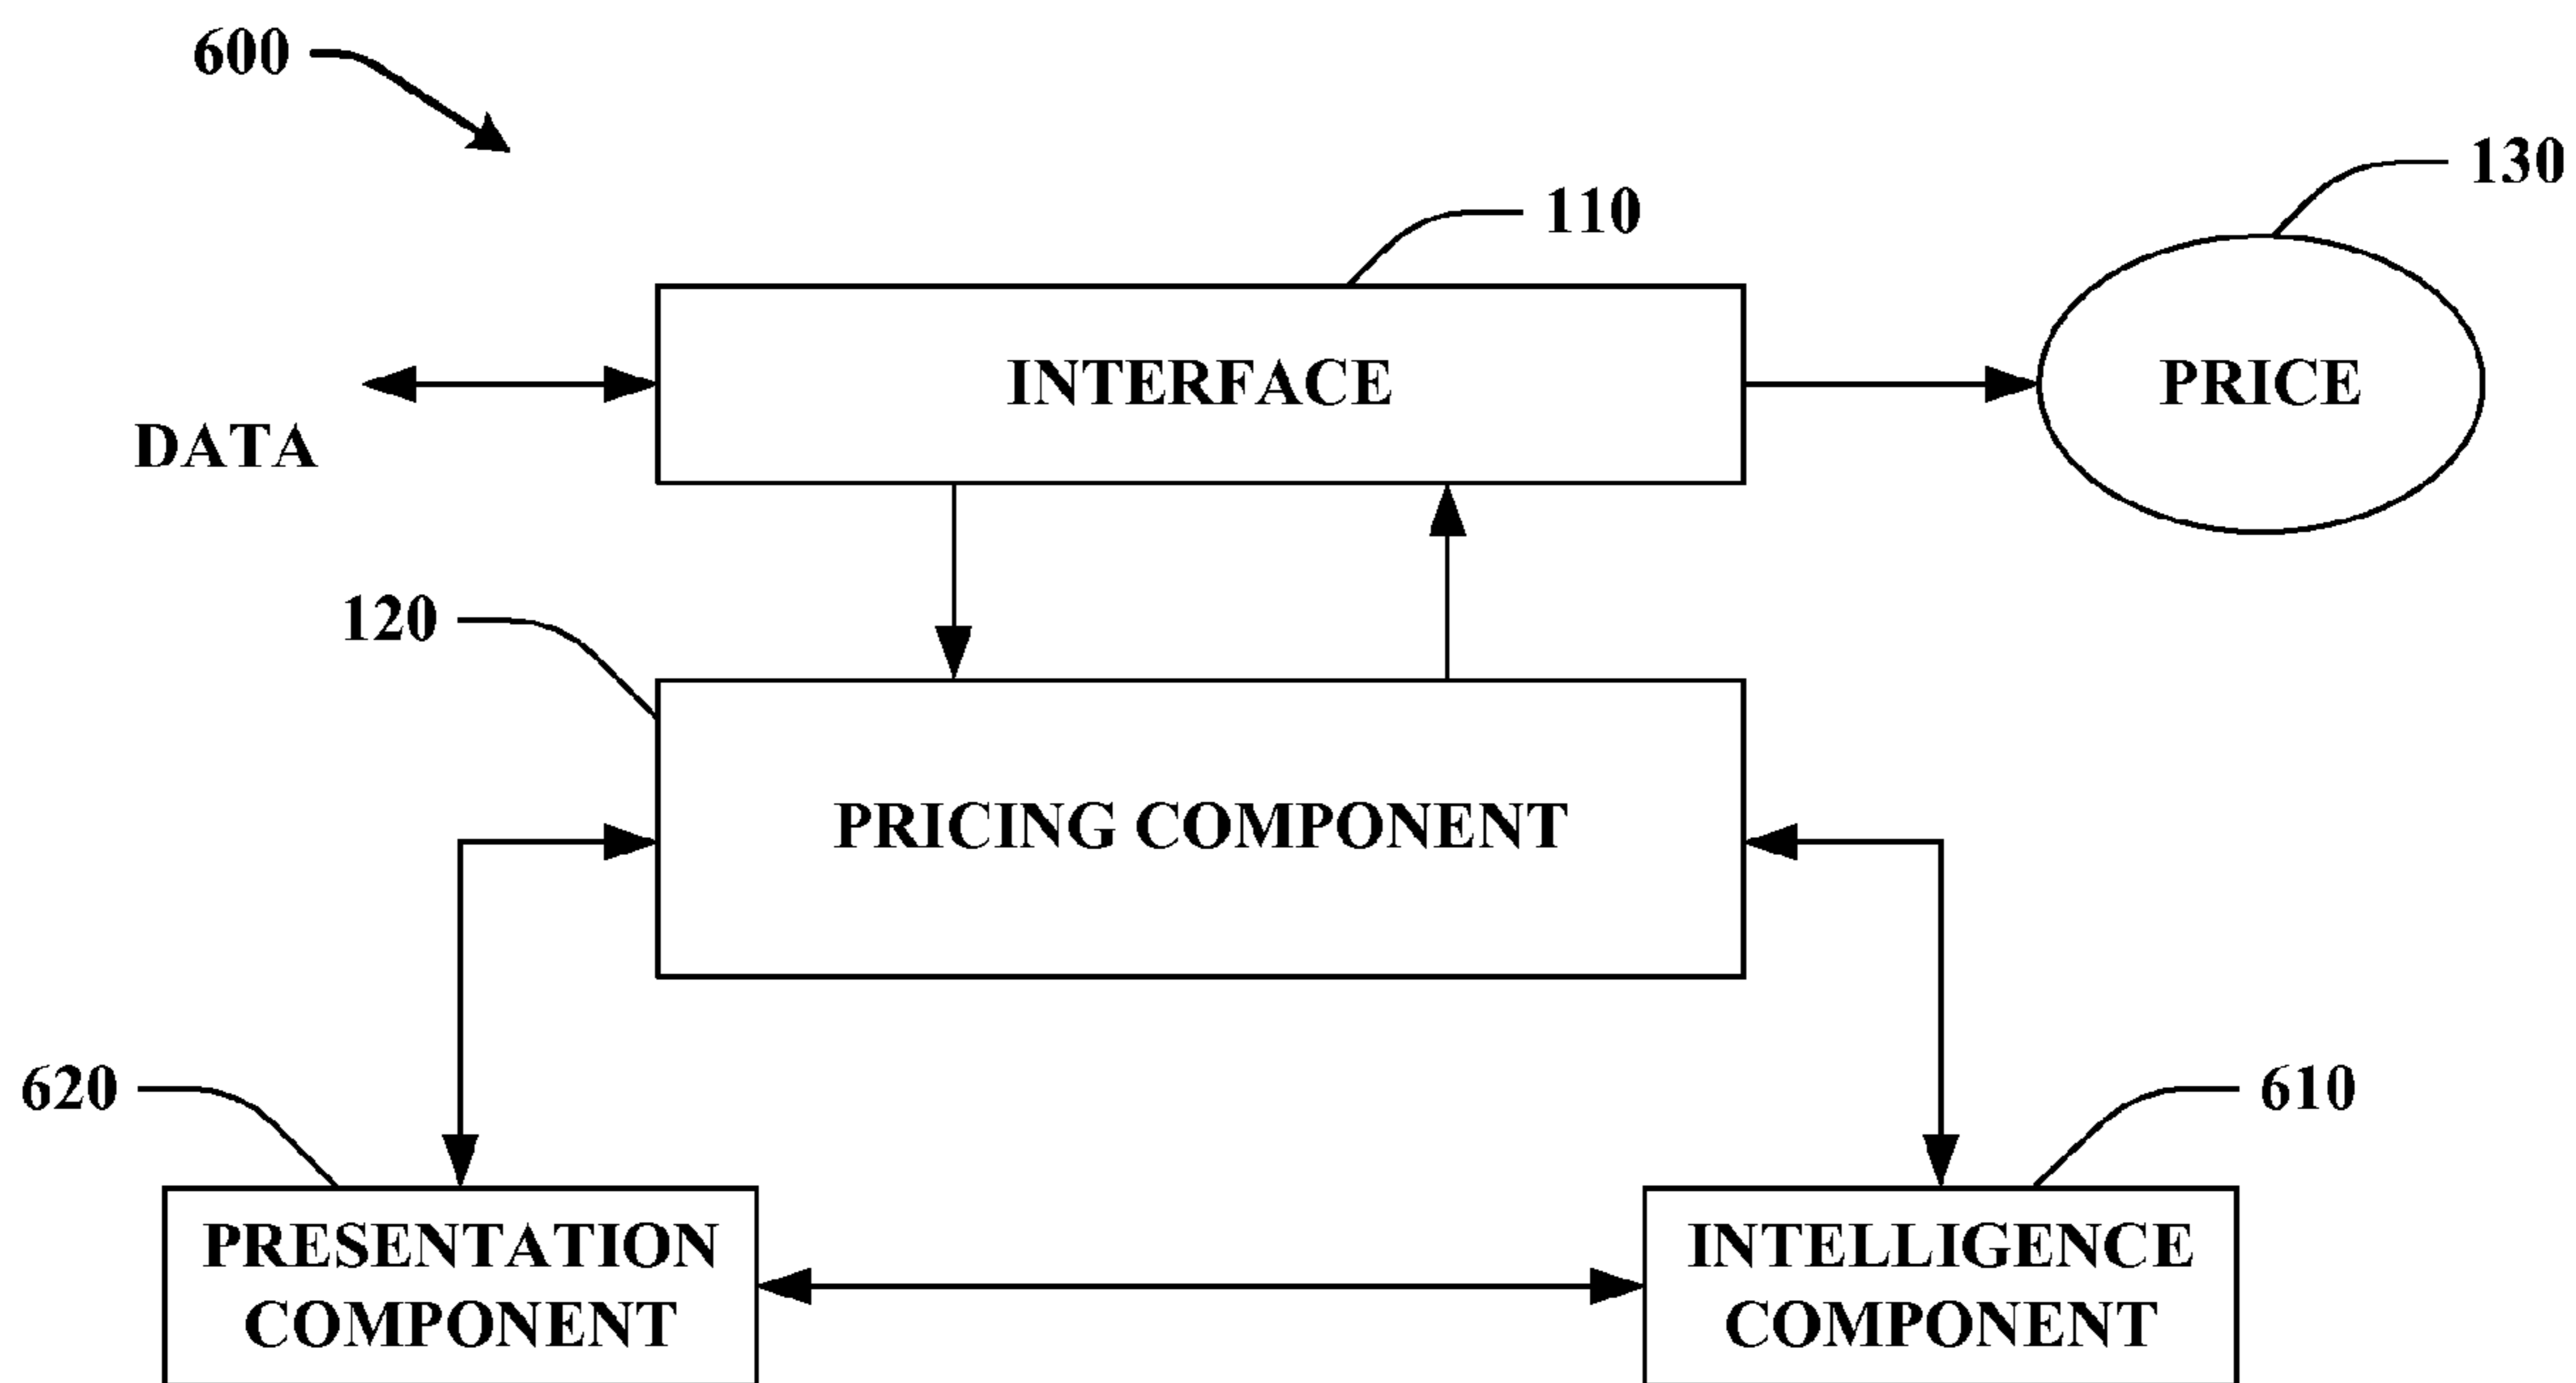 600
130
110
INTERFACE
PRICE
DATA
120
PRICING COMPONENT
620
610
PRESENTATION
COMPONENT
INTELLIGENCE
COMPONENT